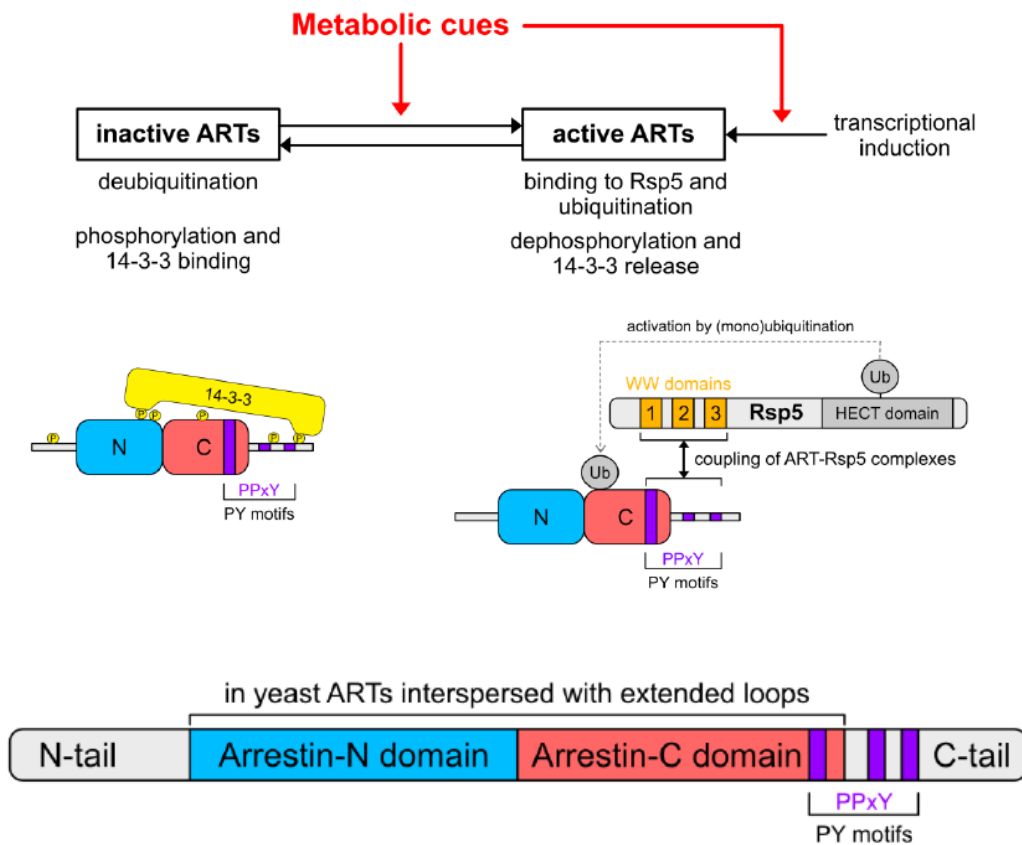 Metabolic cues
inactive ARTs
active ARTs
transcriptional
induction
deubiquitination
binding to Rsp5 and
ubiquitination
phosphorylation and
14-3-3 binding
dephosphorylation and
14-3-3 release
activation by (mono)ubiquitination
14-3-3
P
P
P
P
P
P
N
C
PPxY
PY motifs
Ub
WW domains
1
2
3
Rsp5
HECT domain
coupling of ART-Rsp5 complexes
Ub
N
C
PPxY
PY motifs
in yeast ARTs interspersed with extended loops
N-tail
Arrestin-N domain
Arrestin-C domain
C-tail
PPxY
PY motifs